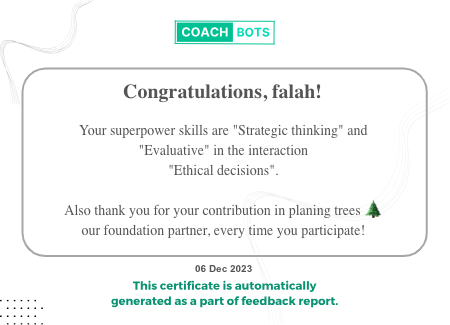 COACH BOTS
Congratulations, falah!
Your superpower skills are "Strategic thinking" and
"Evaluative" in the interaction
"Ethical decisions".
Also thank you for your contribution in planing trees 🌲
our foundation partner, every time you participate!
06 Dec 2023
This certificate is automatically
generated as a part of feedback report.